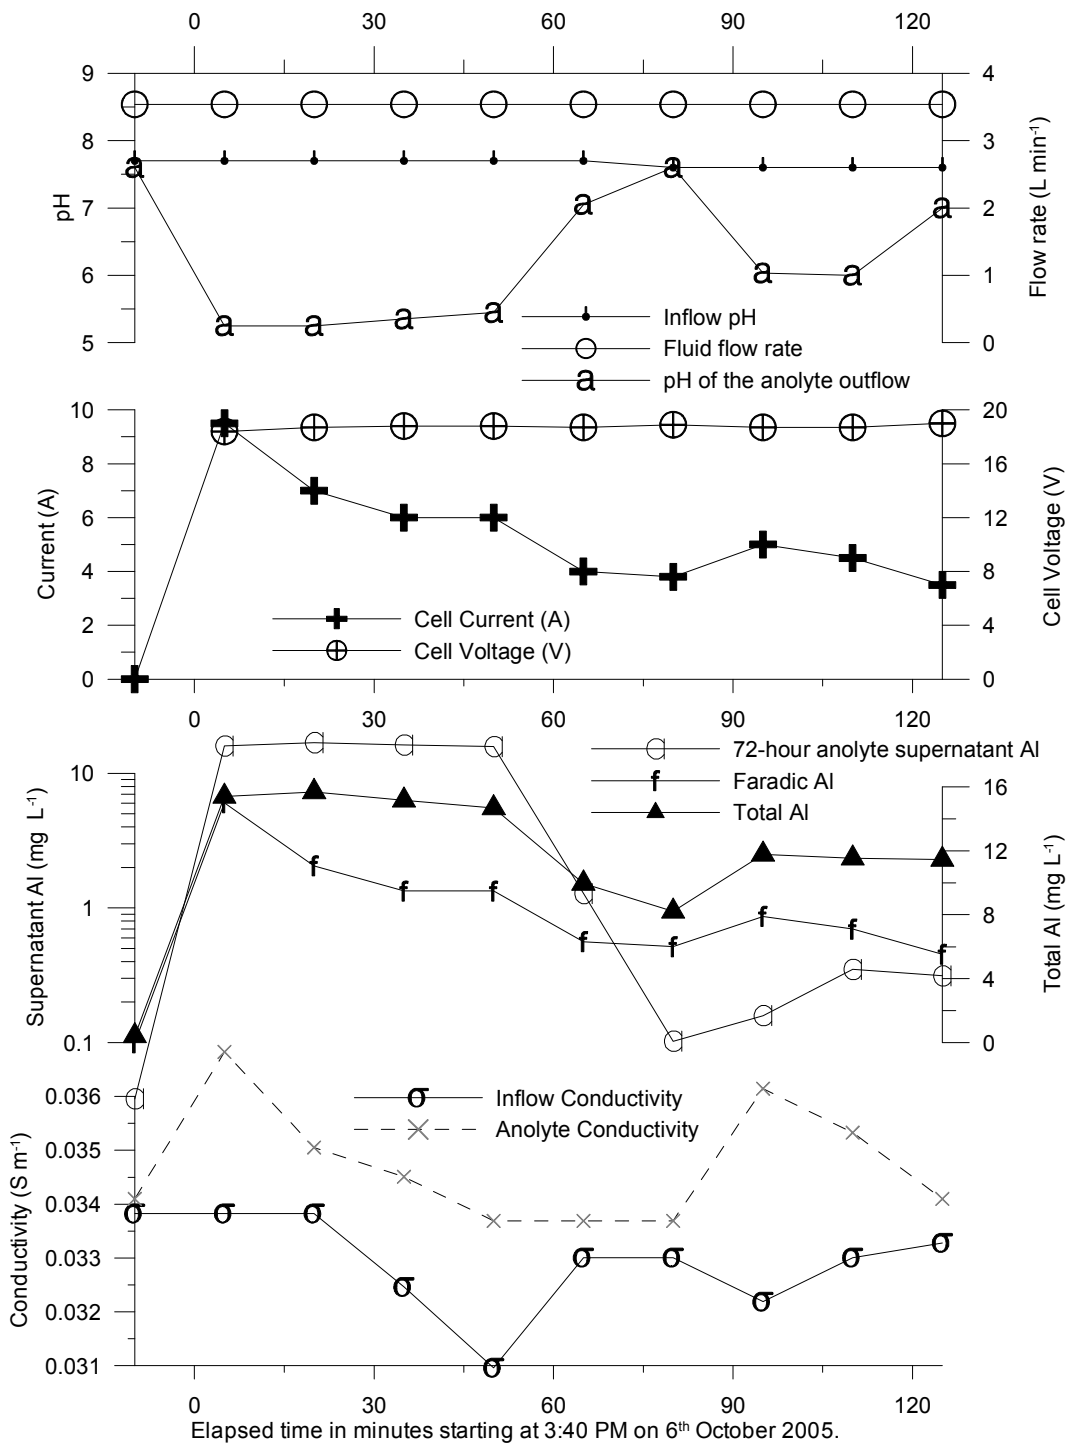 0 30 60 90 120
9 4
8 3
7 2
6 1
5 0
pH
Flow rate (L min⁻¹)
Inflow pH
Fluid flow rate
a pH of the anolyte outflow
10 20
8 16
6 12
4 8
2 4
0 0
Current (A)
Cell Voltage (V)
Cell Current (A)
Cell Voltage (V)
0 30 60 90 120
72-hour anolyte supernatant Al
f Faradic Al
Total Al
10 16
12
1 8
4
0.1 0
Supernatant Al (mg L⁻¹)
Total Al (mg L⁻¹)
σ Inflow Conductivity
Anolyte Conductivity
0.036
0.035
0.034
0.033
0.032
0.031
Conductivity (S m⁻¹)
0 30 60 90 120
Elapsed time in minutes starting at 3:40 PM on 6ᵗʰ October 2005.